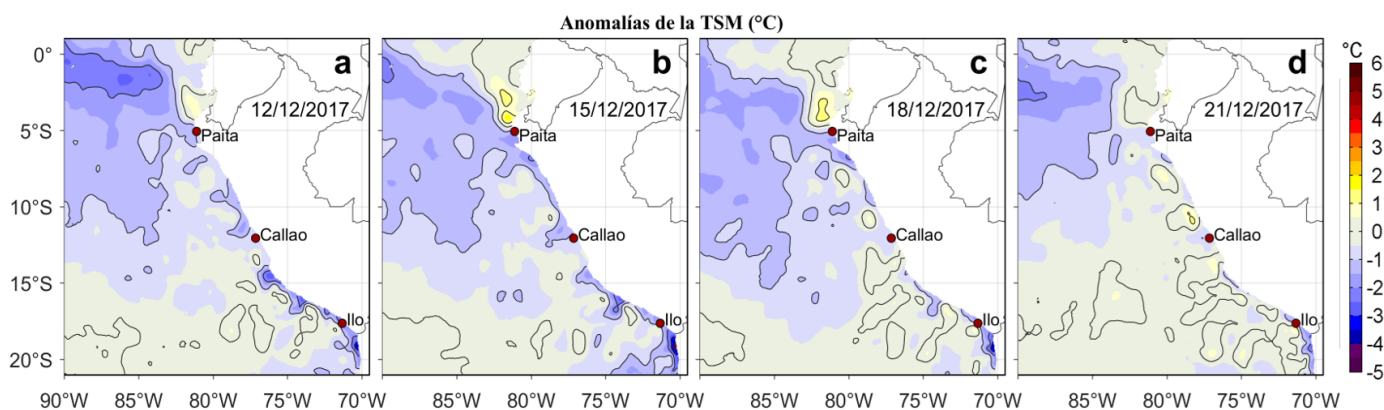 Anomalías de la TSM (°C)
a
12/12/2017
Paita
Callao
Ilo
b
15/12/2017
Paita
Callao
Ilo
c
18/12/2017
Paita
Callao
Ilo
d
21/12/2017
Paita
Callao
Ilo
0°
5°S
10°S
15°S
20°S
90°W 85°W 80°W 75°W 70°W
85°W 80°W 75°W 70°W
85°W 80°W 75°W 70°W
85°W 80°W 75°W 70°W
°C
6
5
4
3
2
1
0
-1
-2
-3
-4
-5